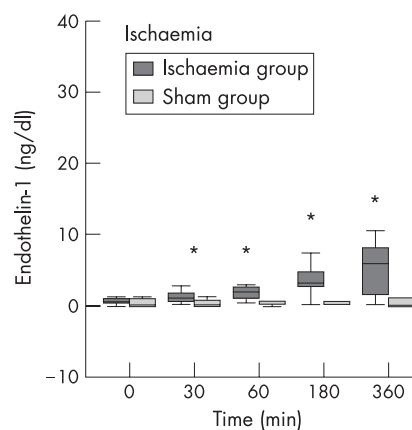 Ischaemia
Ischaemia group
Sham group
Endothelin-1 (ng/dl)
40
30
20
10
0
–10
* * * *
0 30 60 180 360
Time (min)